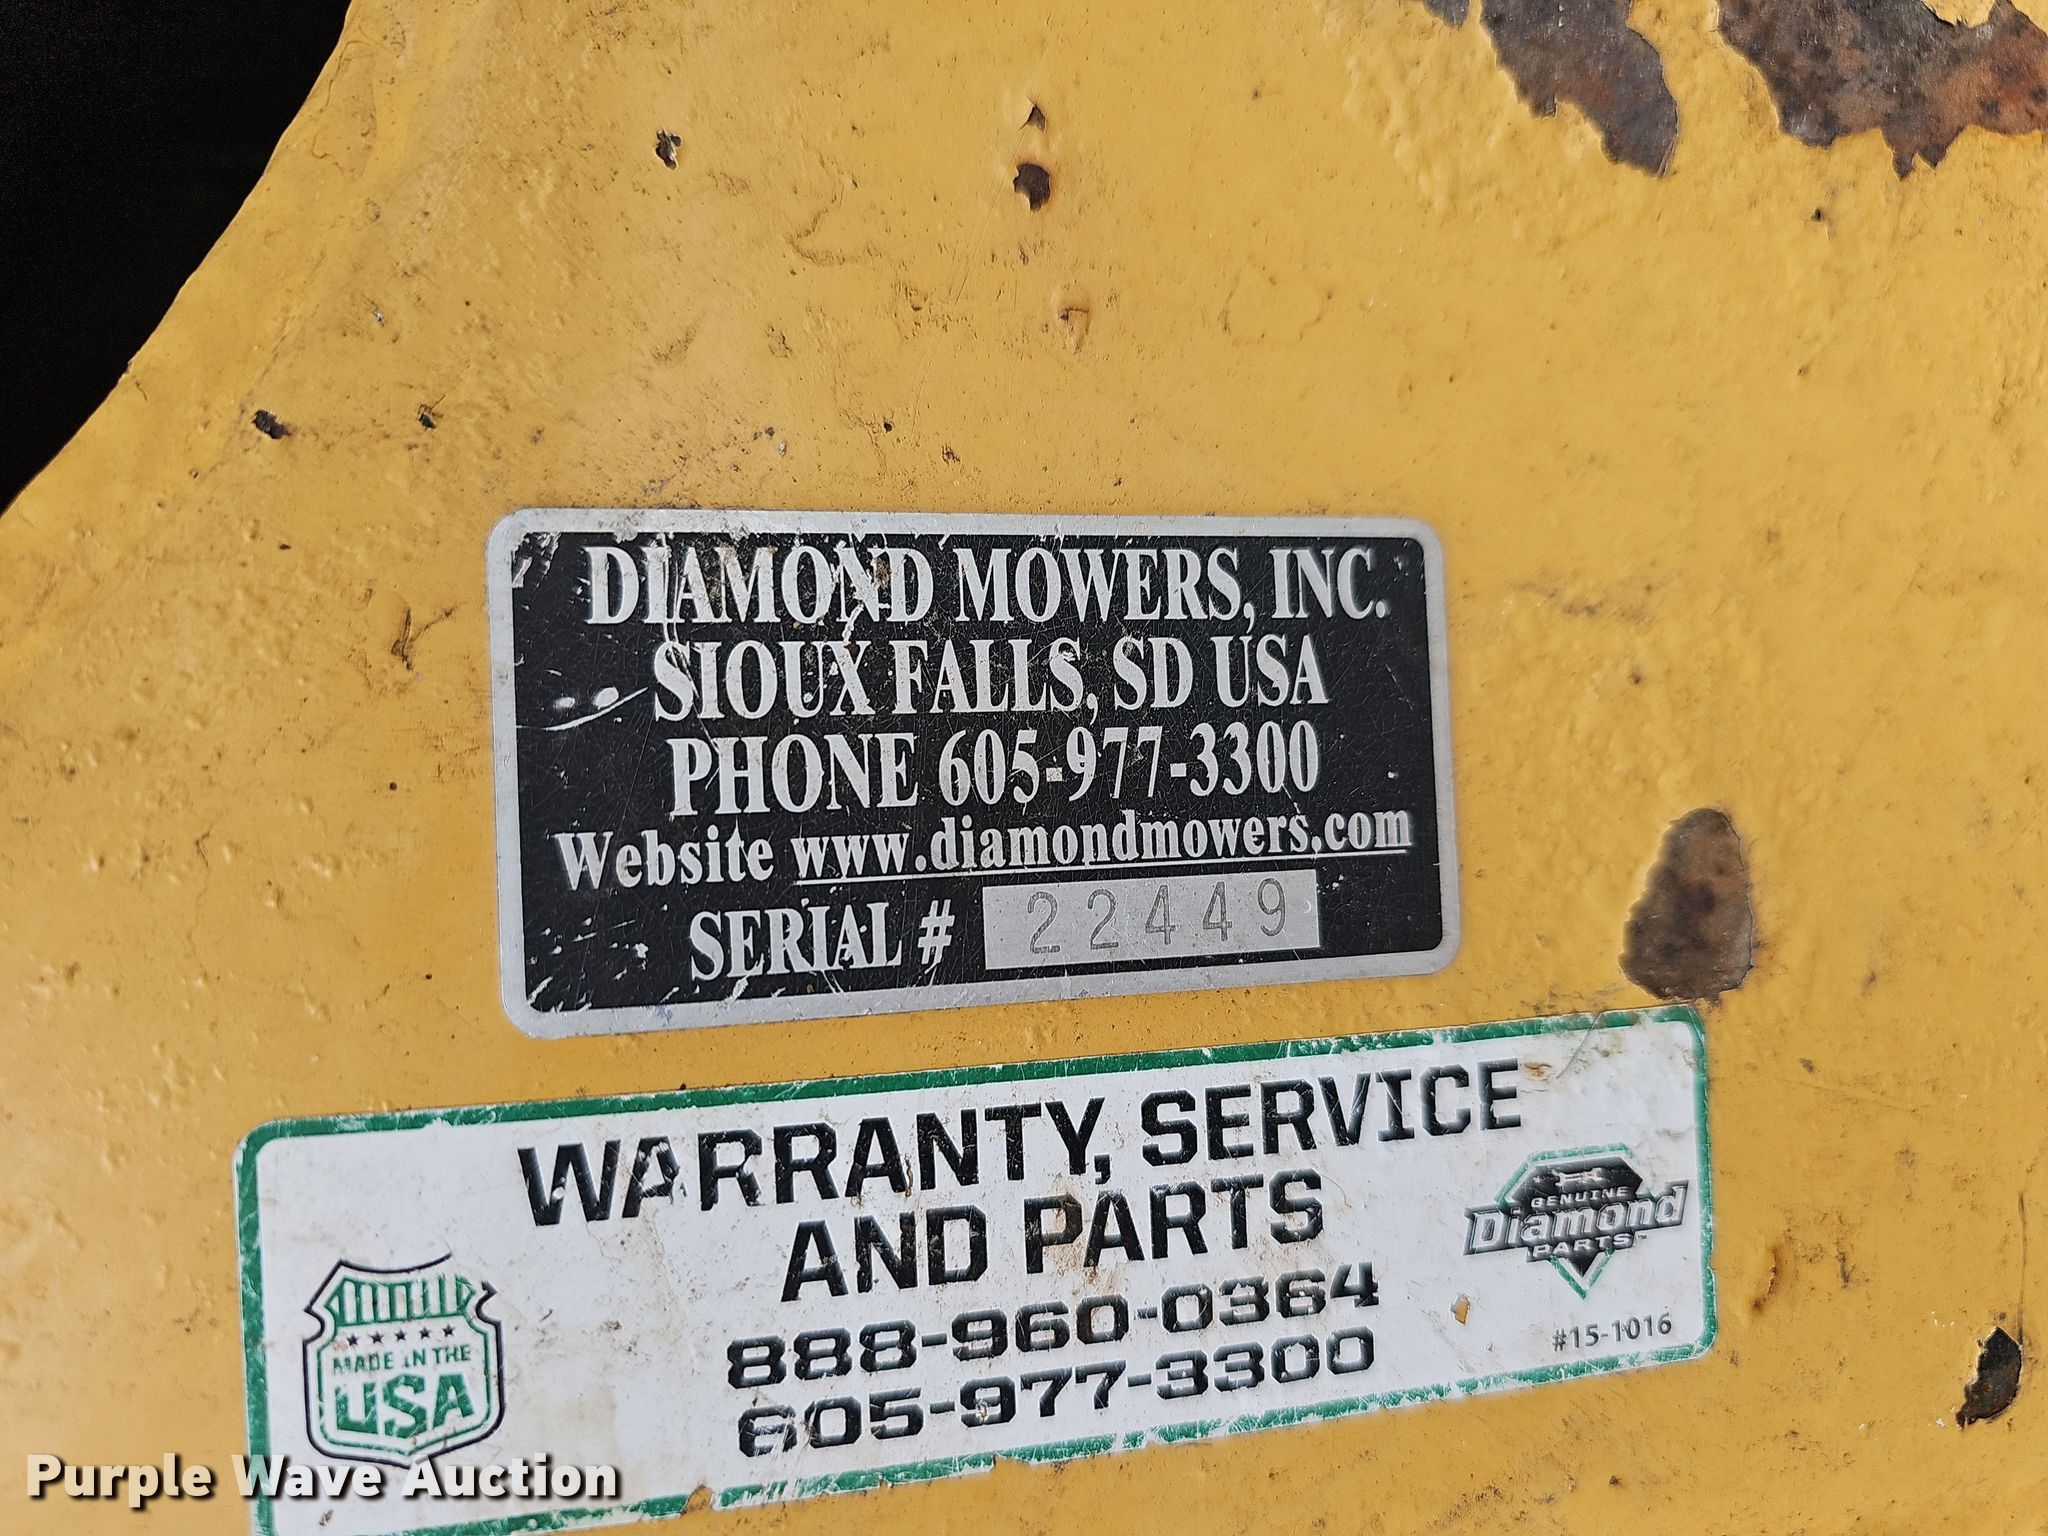 DIAMOND MOWERS, INC.
SIOUX FALLS, SD USA
PHONE 605-977-3300
Website www.diamondmowers.com
SERIAL # 22449
WARRANTY, SERVICE
AND PARTS
888-960-0364
605-977-3300
MADE IN THE
USA
GENUINE
Diamond
PARTS™
#15-1016
Purple Wave Auction